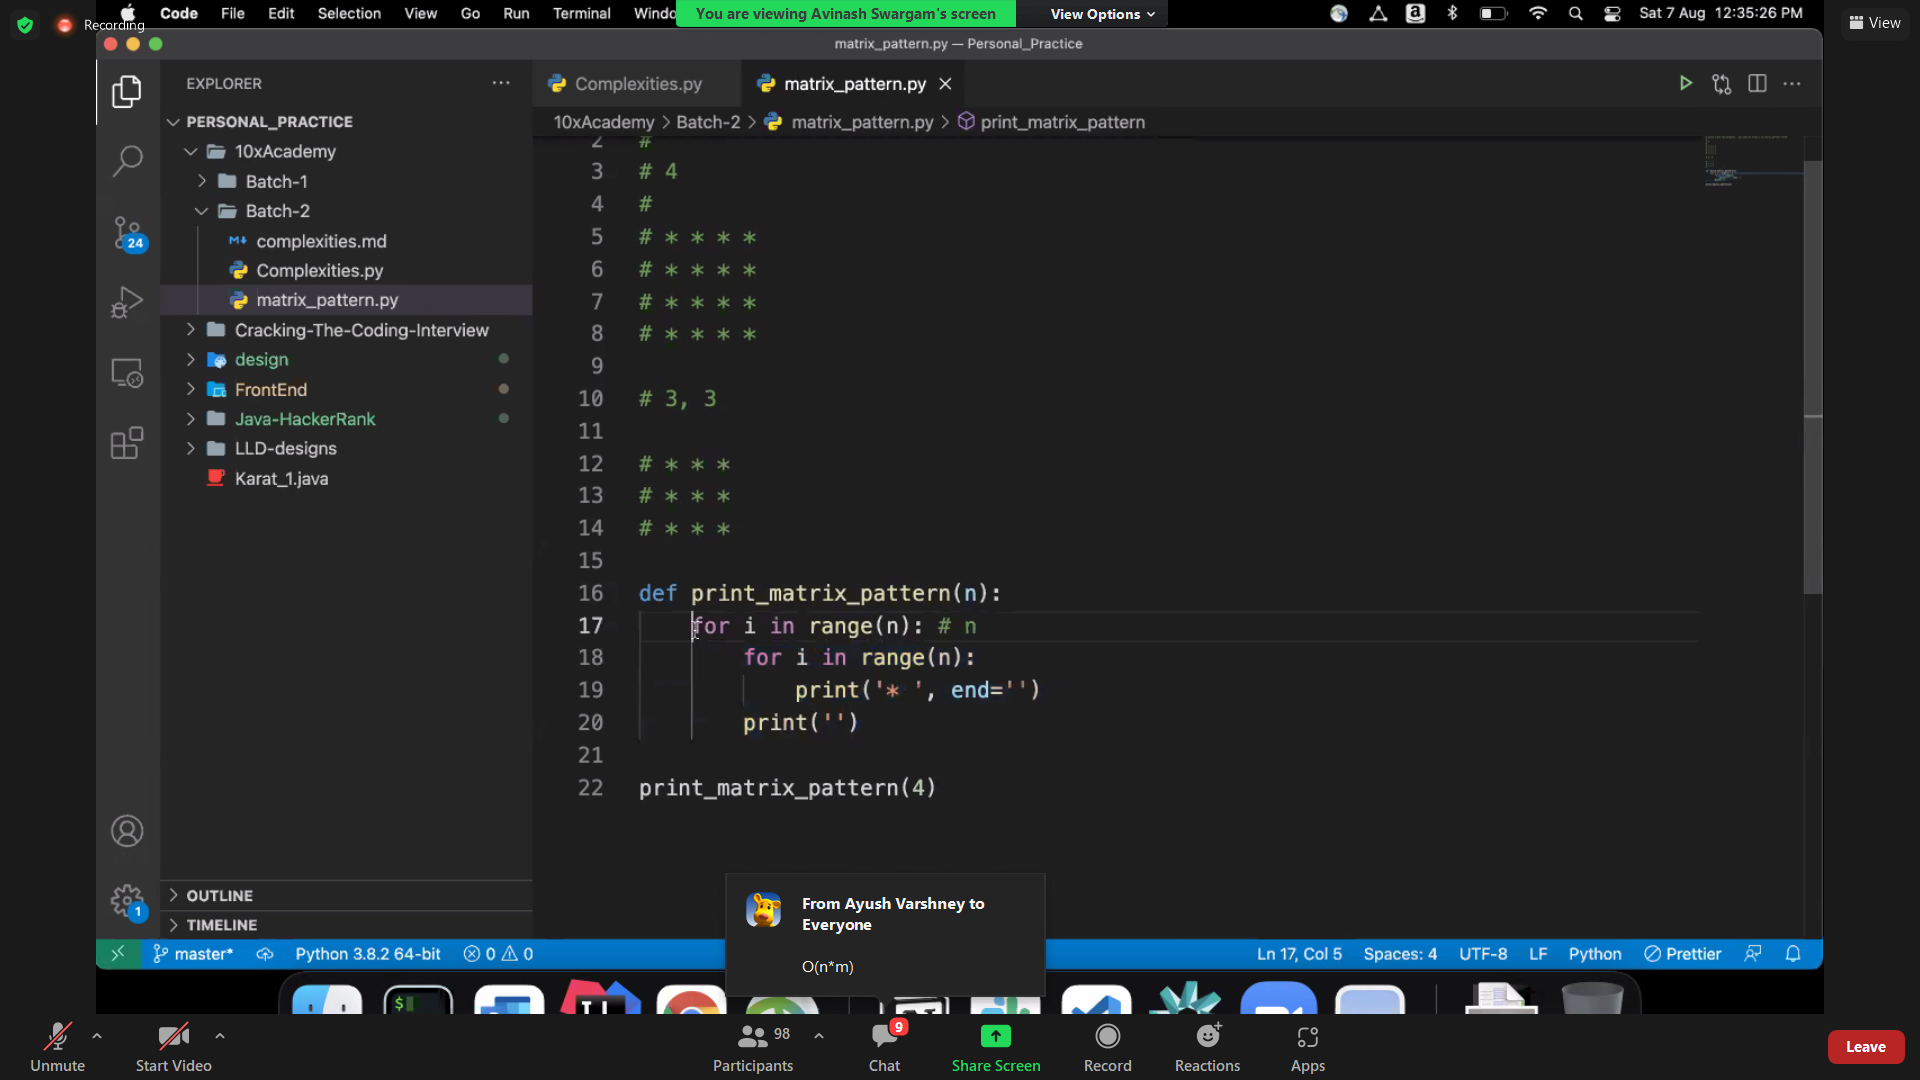 Recording
Code File Edit Selection View Go Run Terminal Windo
You are viewing Avinash Swargam's screen
View Options
Sat 7 Aug 12:35:26 PM
View
matrix_pattern.py — Personal_Practice
EXPLORER
Complexities.py
matrix_pattern.py
10xAcademy > Batch-2 > matrix_pattern.py > print_matrix_pattern
PERSONAL_PRACTICE
10xAcademy
Batch-1
Batch-2
complexities.md
Complexities.py
matrix_pattern.py
Cracking-The-Coding-Interview
design
FrontEnd
Java-HackerRank
LLD-designs
Karat_1.java
24
OUTLINE
TIMELINE
1
2 #
3 # 4
4 #
5 # * * * *
6 # * * * *
7 # * * * *
8 # * * * *
9
10 # 3, 3
11
12 # * * *
13 # * * *
14 # * * *
15
16 def print_matrix_pattern(n):
17 for i in range(n): # n
18 for i in range(n):
19 print('* ', end='')
20 print('')
21
22 print_matrix_pattern(4)
From Ayush Varshney to
Everyone
O(n*m)
master* Python 3.8.2 64-bit 0 0
Ln 17, Col 5 Spaces: 4 UTF-8 LF Python Prettier
Unmute
Start Video
98
Participants
9
Chat
Share Screen
Record
Reactions
Apps
Leave